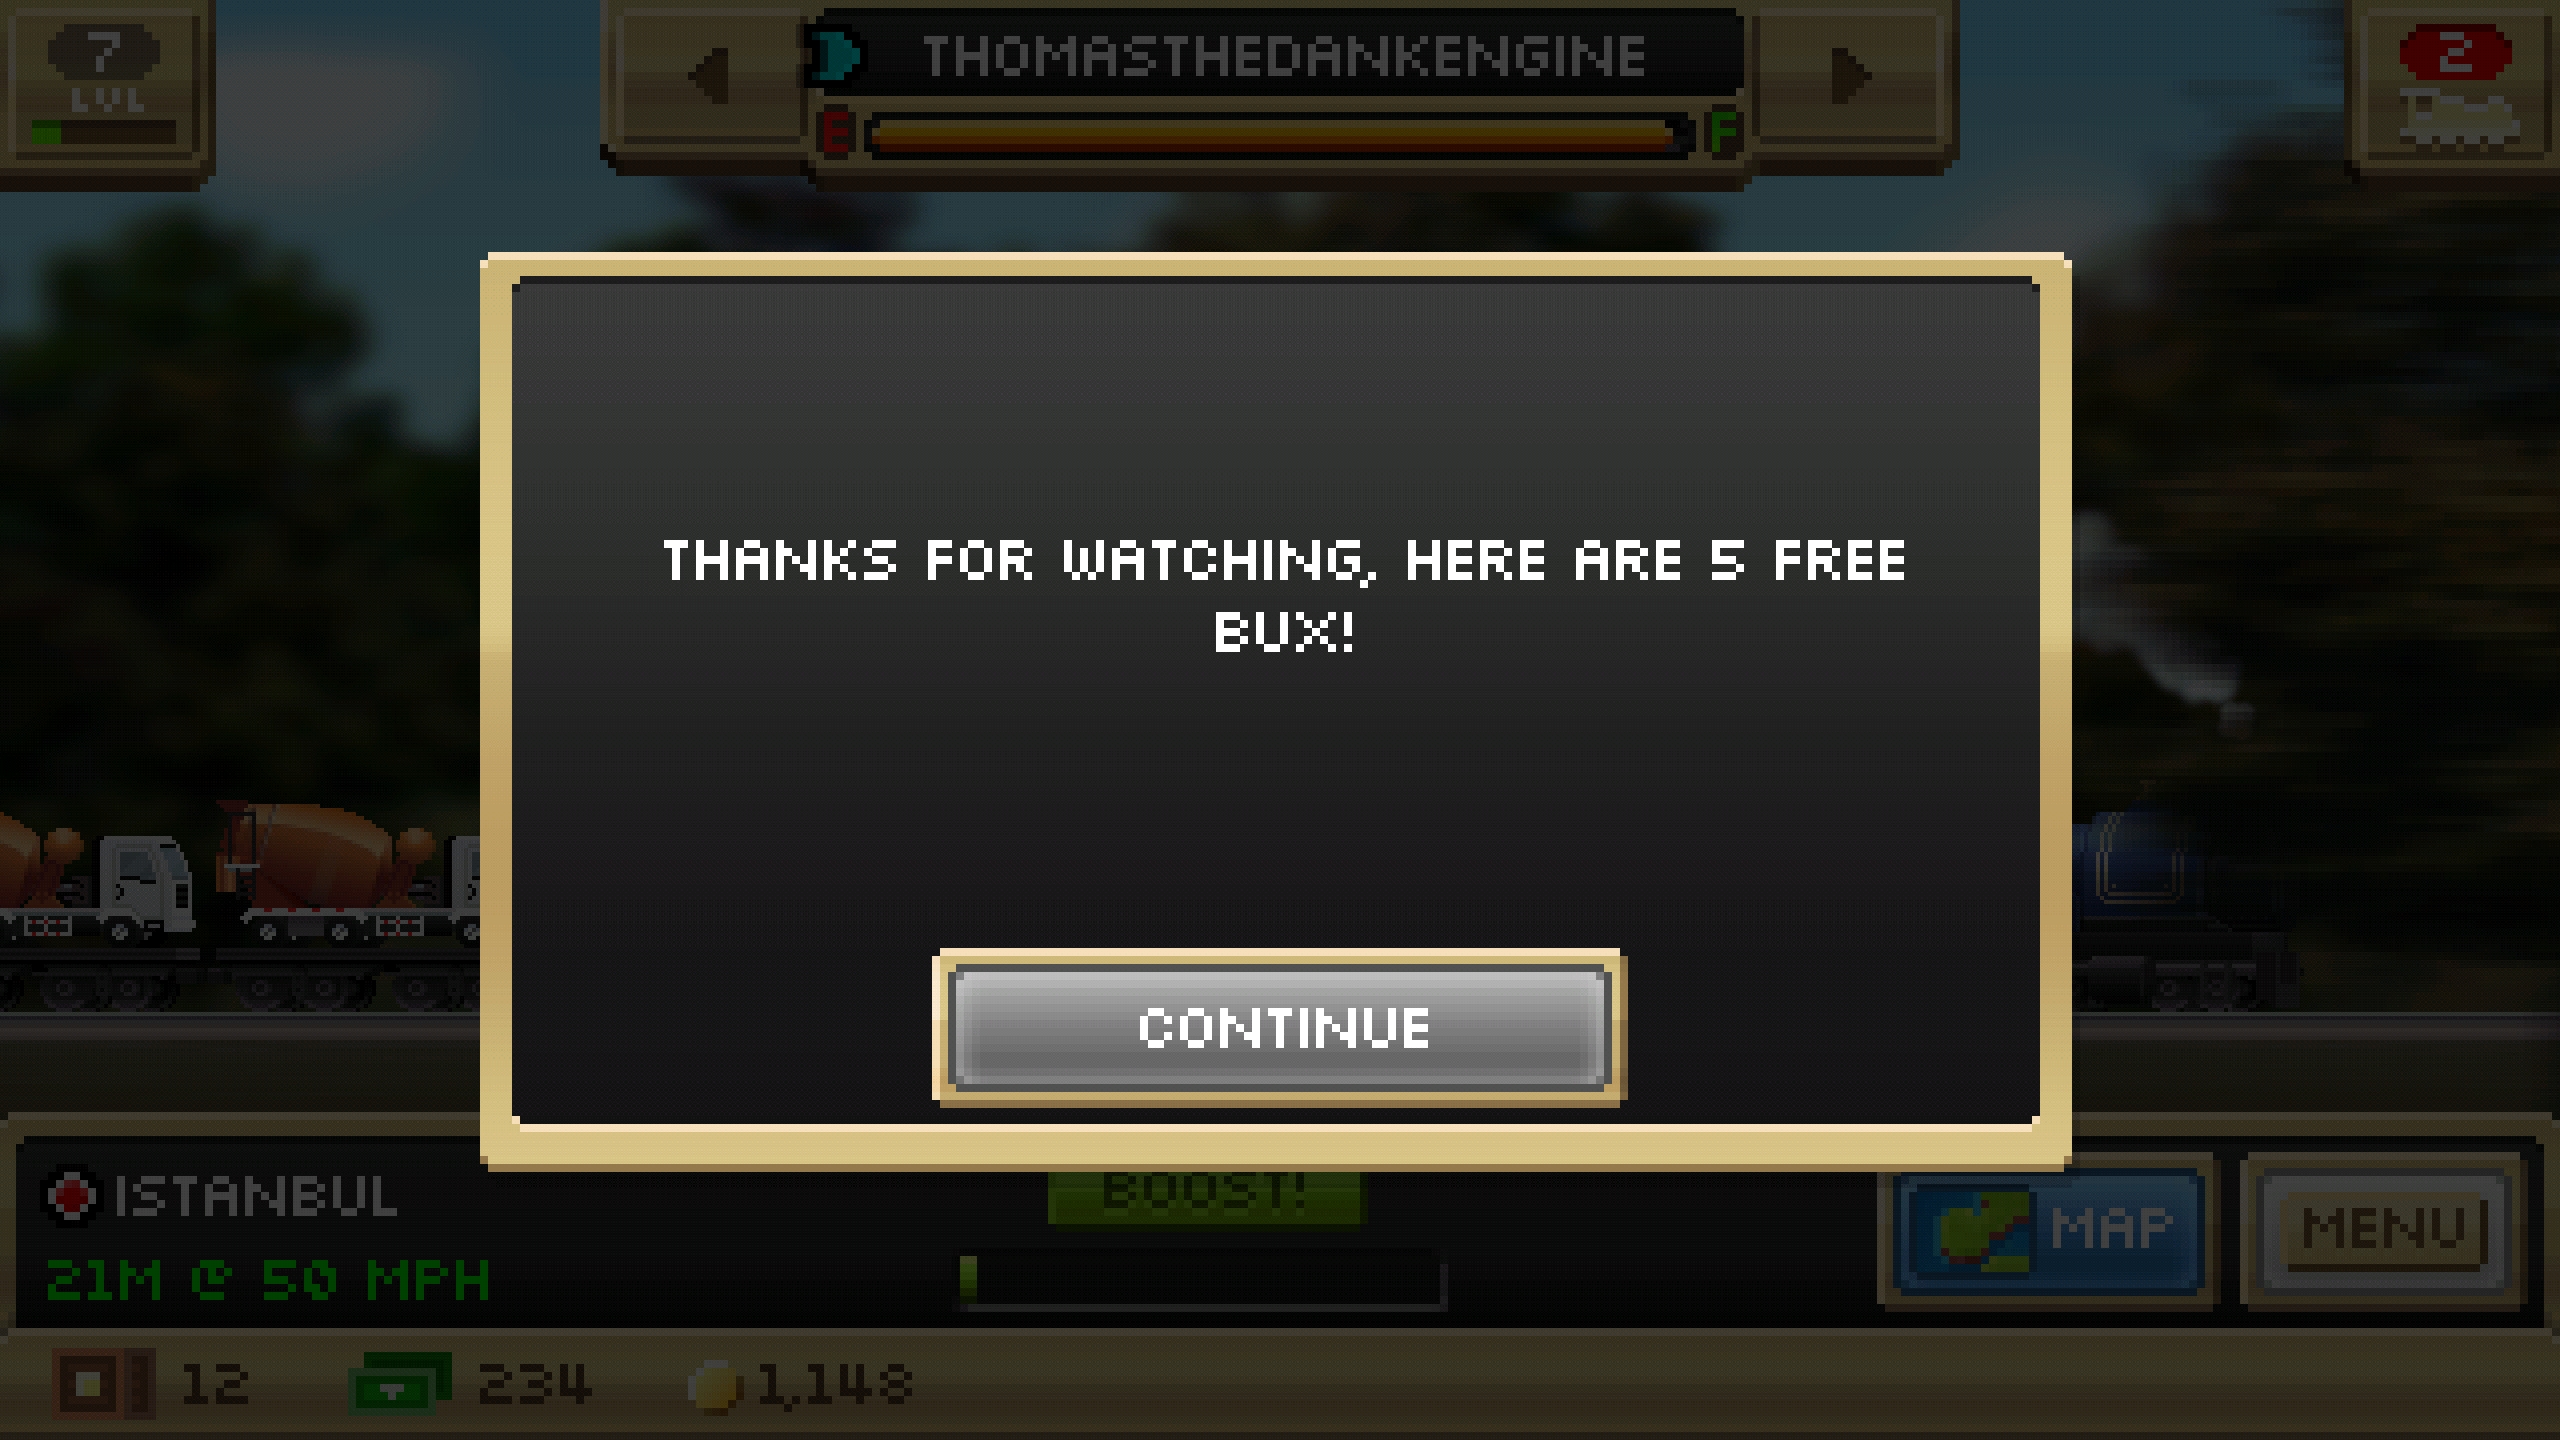 7
LVL
THOMASTHEDANKENGINE
E
F
2
THANKS FOR WATCHING, HERE ARE 5 FREE
BUX!
CONTINUE
ISTANBUL
BOOST!
MAP
MENU
21M @ 50 MPH
12
234
1,148